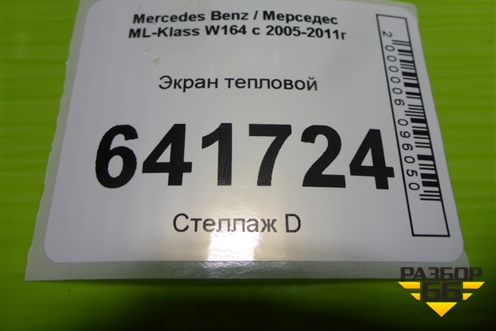 Mercedes Benz / Мерседес
ML-Klass W164 с 2005-2011г
Экран тепловой
641724
Стеллаж D
2000006096050
РАЗБОР
66